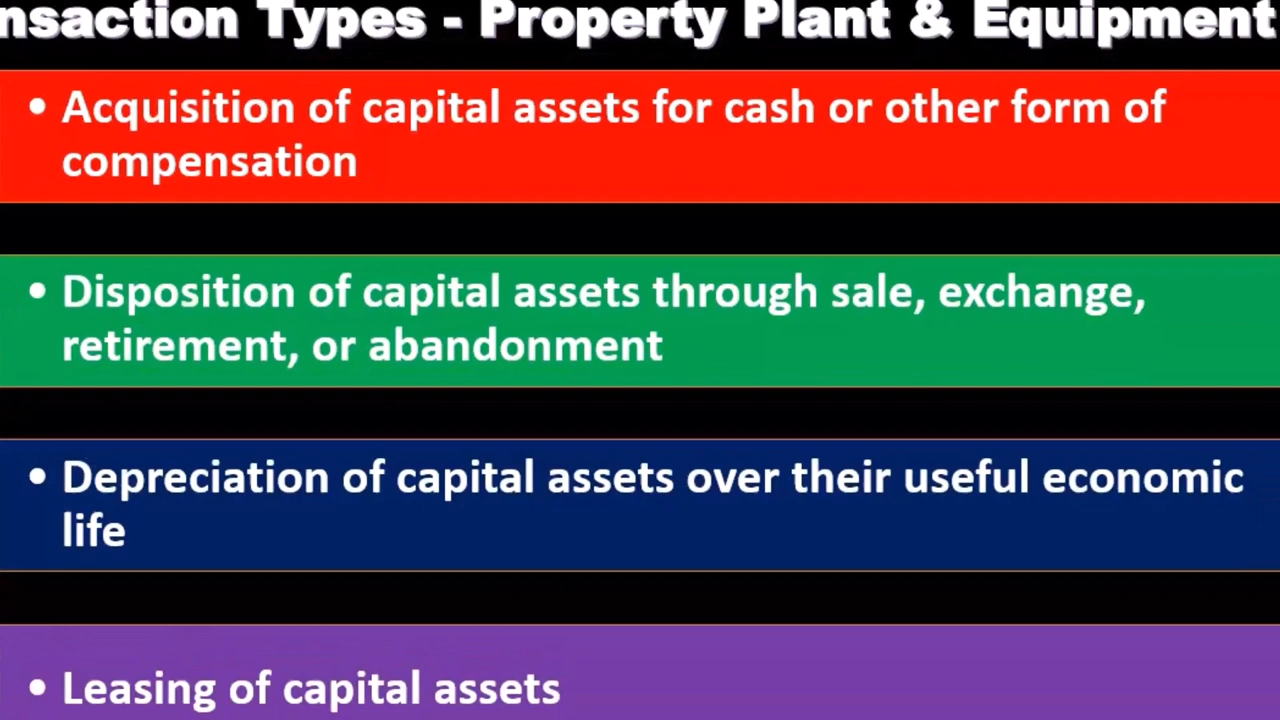 nsaction Types - Property Plant & Equipment
• Acquisition of capital assets for cash or other form of
compensation
• Disposition of capital assets through sale, exchange,
retirement, or abandonment
• Depreciation of capital assets over their useful economic
life
• Leasing of capital assets